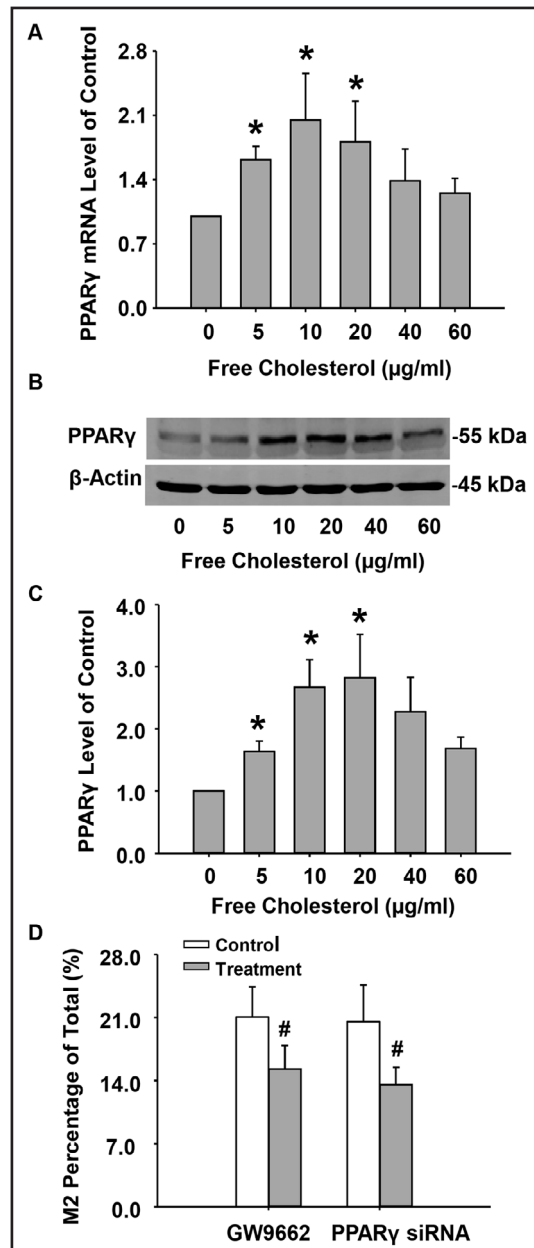 A
PPARγ mRNA Level of Control
2.8
2.1
1.4
0.7
0.0
* * *
0 5 10 20 40 60
Free Cholesterol (μg/ml)
B
PPARγ -55 kDa
β-Actin -45 kDa
0 5 10 20 40 60
Free Cholesterol (μg/ml)
C
PPARγ Level of Control
4.0
3.0
2.0
1.0
0.0
* * *
0 5 10 20 40 60
Free Cholesterol (μg/ml)
D
M2 Percentage of Total (%)
28.0
21.0
14.0
7.0
0.0
Control
Treatment
# #
GW9662 PPARγ siRNA